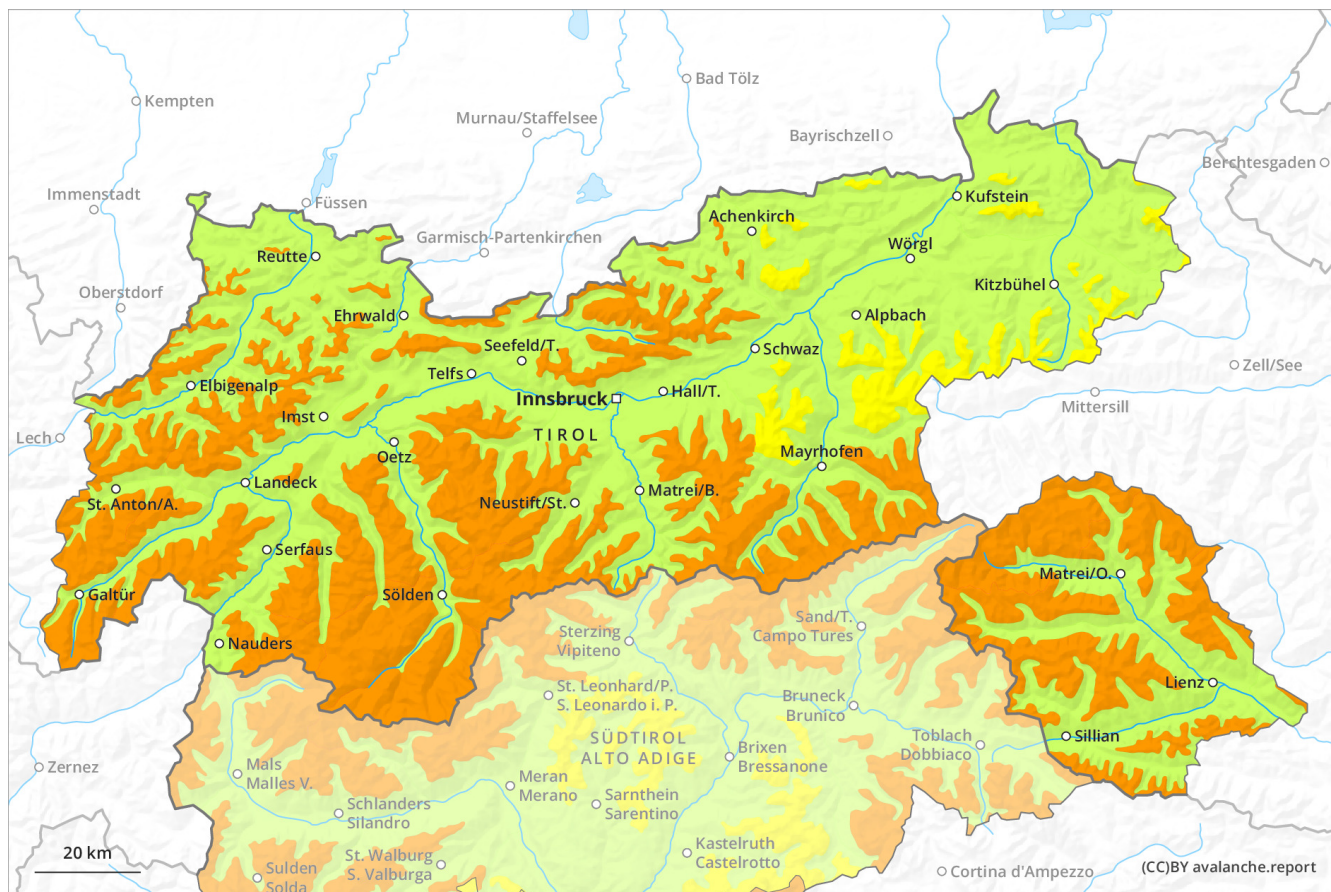 Bad Tölz
Kempten
Murnau/Staffelsee
Bayrischzell
Berchtesgaden
Immenstadt
Füssen
Kufstein
Achenkirch
Garmisch-Partenkirchen
Wörgl
Reutte
Kitzbühel
Oberstdorf
Ehrwald
Alpbach
Seefeld/T.
Schwaz
Zell/See
Telfs
Elbigenalp
Hall/T.
Innsbruck
Mittersill
Imst
Lech
TIROL
Mayrhofen
Oetz
Landeck
Matrei/B.
St. Anton/A.
Neustift/St.
Serfaus
Matrei/O.
Galtür
Sölden
Sand/T.
Campo Tures
Sterzing
Vipiteno
Nauders
Lienz
St. Leonhard/P.
S. Leonardo i. P.
Bruneck
Brunico
Sillian
SÜDTIROL
ALTO ADIGE
Toblach
Dobbiaco
Brixen
Bressanone
Zernez
Mals
Malles V.
Meran
Merano
Sarnthein
Sarentino
Schlanders
Silandro
Kastelruth
Castelrotto
20 km
St. Walburg
S. Valburga
Sulden
Solda
Cortina d'Ampezzo
(CC)BY avalanche.report